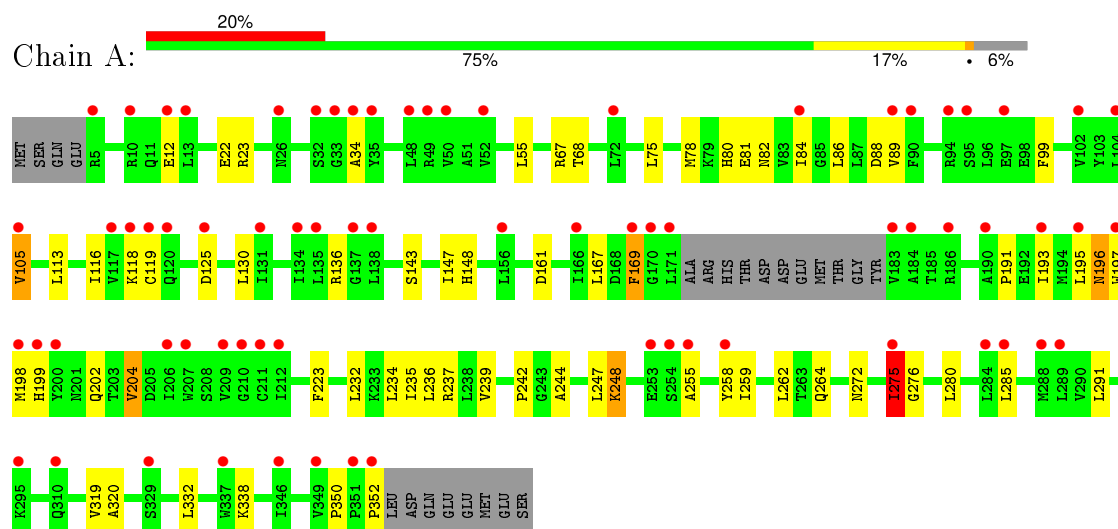 20%
Chain A:
75% 17% • 6%
MET SER GLN GLU R5 R10 Q11 E12 L13 E22 R23 N26 S32 G33 A34 Y35 L48 R49 V50 A51 V52 L55 R67 T68 L72 L75 M78 K79 H80 E81 N82 V83 I84 G85 L86 L87 D88 V89 F90 R94 S95 L96 E97 E98 F99 V102 Y103 L104
V105 L113 I116 V117 K118 C119 Q120 D125 L130 I131 I134 L135 R136 G137 L138 S143 I147 H148 L156 D161 I166 L167 D168 F169 G170 L171 ALA ARG HIS THR ASP ASP GLU MET THR GLY TYR V183 A184 T185 R186 A190 P191 E192 I193 M194 L195 N196 W197
M198 H199 Y200 N201 Q202 T203 V204 D205 I206 W207 S208 V209 G210 C211 I212 F223 L232 K233 L234 I235 L236 R237 L238 V239 P242 G243 A244 L247 K248 E253 S254 A255 Y258 I259 L262 T263 Q264 N272 I275 G276 L280 L284 L285 M288 L289 V290 L291
K295 Q310 V319 A320 S329 L332 W337 K338 I346 V349 P350 P351 P352 LEU ASP GLN GLU GLU MET GLU SER